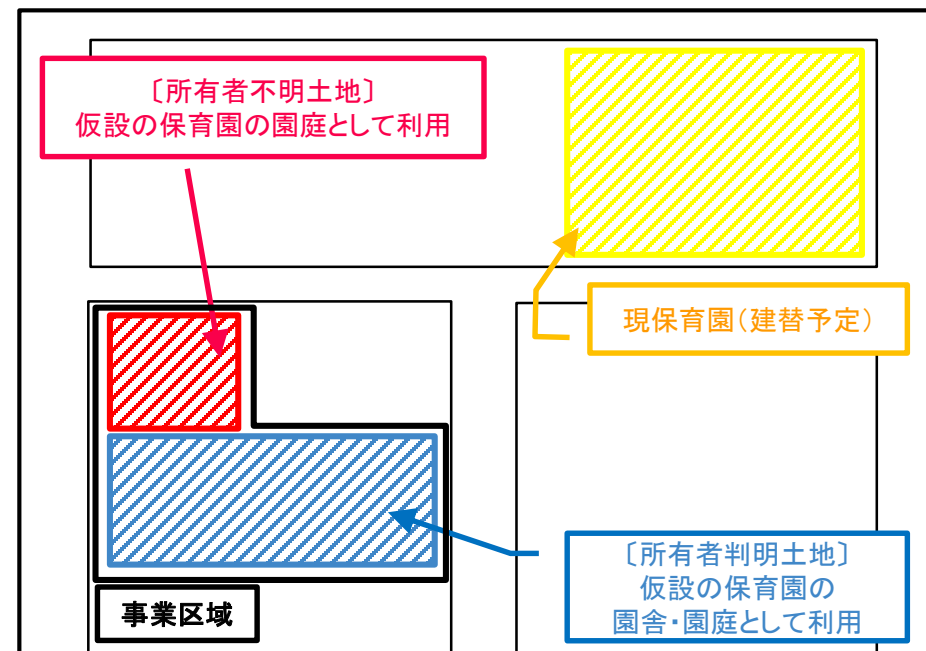 〔所有者不明土地〕
仮設の保育園の園庭として利用
現保育園(建替予定)
〔所有者判明土地〕
仮設の保育園の
園舎・園庭として利用
事業区域